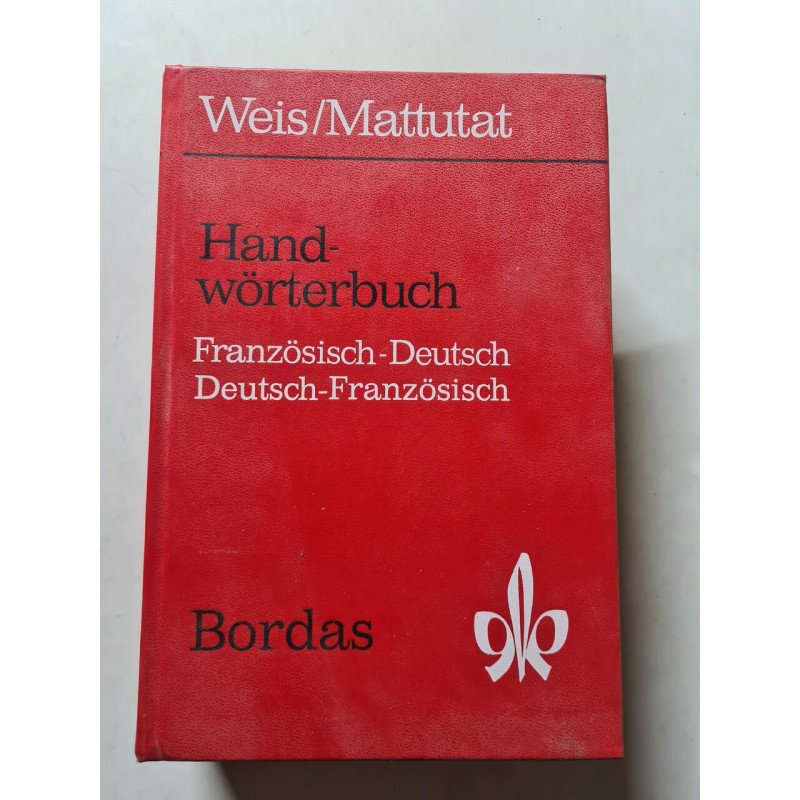 Weis/Mattutat
Hand-
wörterbuch
Französisch-Deutsch
Deutsch-Französisch
Bordas